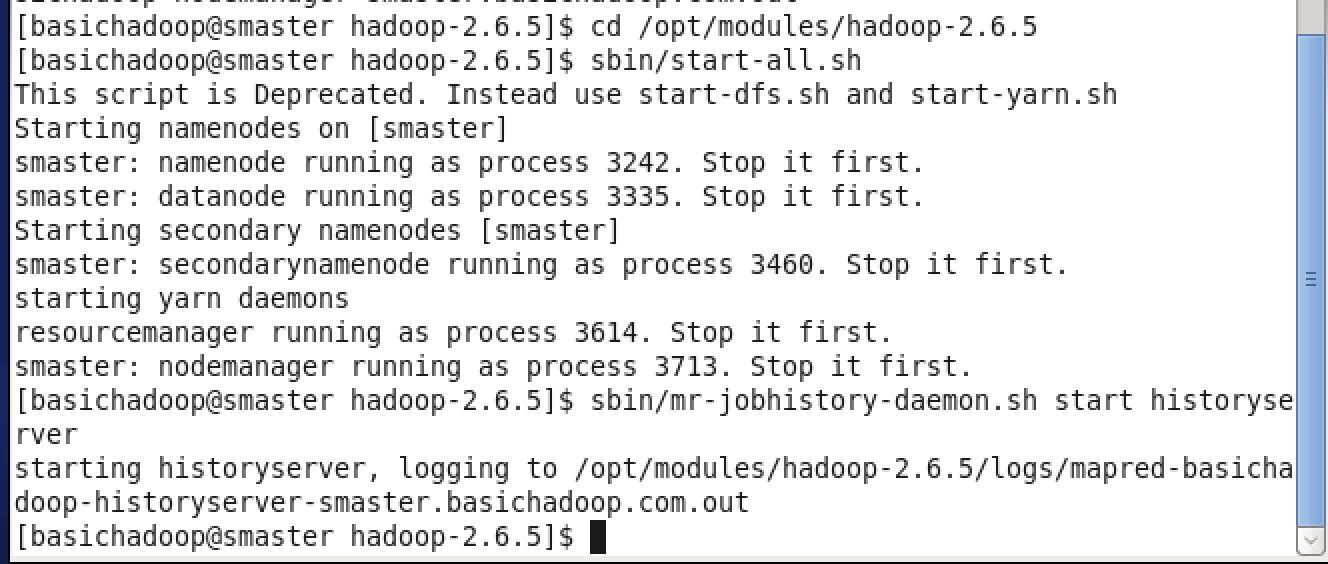 [basichadoop@smaster hadoop-2.6.5]$ cd /opt/modules/hadoop-2.6.5
[basichadoop@smaster hadoop-2.6.5]$ sbin/start-all.sh
This script is Deprecated. Instead use start-dfs.sh and start-yarn.sh
Starting namenodes on [smaster]
smaster: namenode running as process 3242. Stop it first.
smaster: datanode running as process 3335. Stop it first.
Starting secondary namenodes [smaster]
smaster: secondarynamenode running as process 3460. Stop it first.
starting yarn daemons
resourcemanager running as process 3614. Stop it first.
smaster: nodemanager running as process 3713. Stop it first.
[basichadoop@smaster hadoop-2.6.5]$ sbin/mr-jobhistory-daemon.sh start historyse
rver
starting historyserver, logging to /opt/modules/hadoop-2.6.5/logs/mapred-basicha
doop-historyserver-smaster.basichadoop.com.out
[basichadoop@smaster hadoop-2.6.5]$